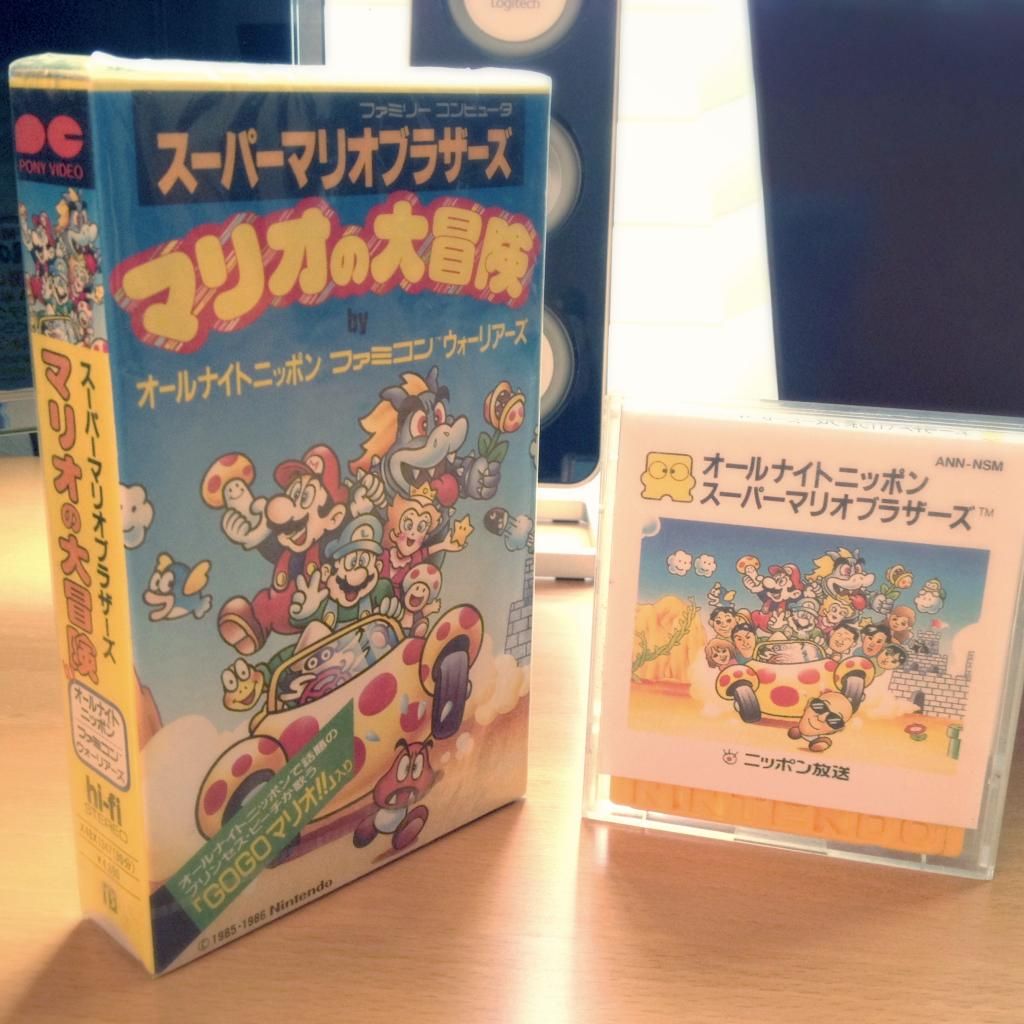 Logitech
PONY VIDEO
ファミリー コンピュータ
スーパーマリオブラザーズ
マリオの大冒険
by
オールナイトニッポン ファミコン ウォーリアーズ
オールナイトニッポンで話題の
プリンセス・ピーチが歌う
「GOGOマリオ!!」入り
©1985-1986 Nintendo
スーパーマリオブラザーズ
マリオの大冒険
オールナイト
ニッポン
ファミコン
ウォーリアーズ
hi-fi
STEREO
ANN-NSM
オールナイトニッポン
スーパーマリオブラザーズ™
ニッポン放送
NINTENDO